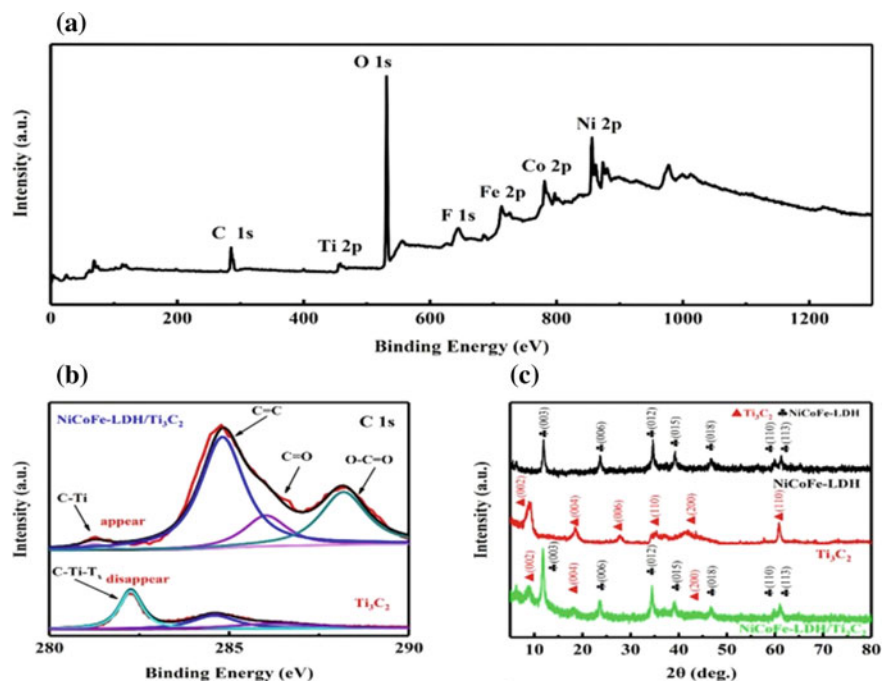 (a)
O 1s
Ni 2p
Co 2p
Fe 2p
F 1s
C 1s
Ti 2p
Intensity (a.u.)
0 200 400 600 800 1000 1200
Binding Energy (eV)
(b)
NiCoFe-LDH/Ti₃C₂
C=C
C 1s
C=O
O-C=O
C-Ti
appear
C-Ti-Tₓ
disappear
Ti₃C₂
Intensity (a.u.)
280 285 290
Binding Energy (eV)
(c)
▲Ti₃C₂ ♣NiCoFe-LDH
♣(003) ♣(006) ♣(012) ♣(015) ♣(018) ♣(110) ♣(113)
NiCoFe-LDH
▲(002) ▲(004) ▲(006) ▲(110) ▲(200) ▲(110)
Ti₃C₂
▲(002) ♣(003) ▲(004) ♣(006) ♣(012) ♣(015) ▲(200) ♣(018) ♣(110) ♣(113)
NiCoFe-LDH/Ti₃C₂
Intensity (a.u.)
10 20 30 40 50 60 70 80
2θ (deg.)